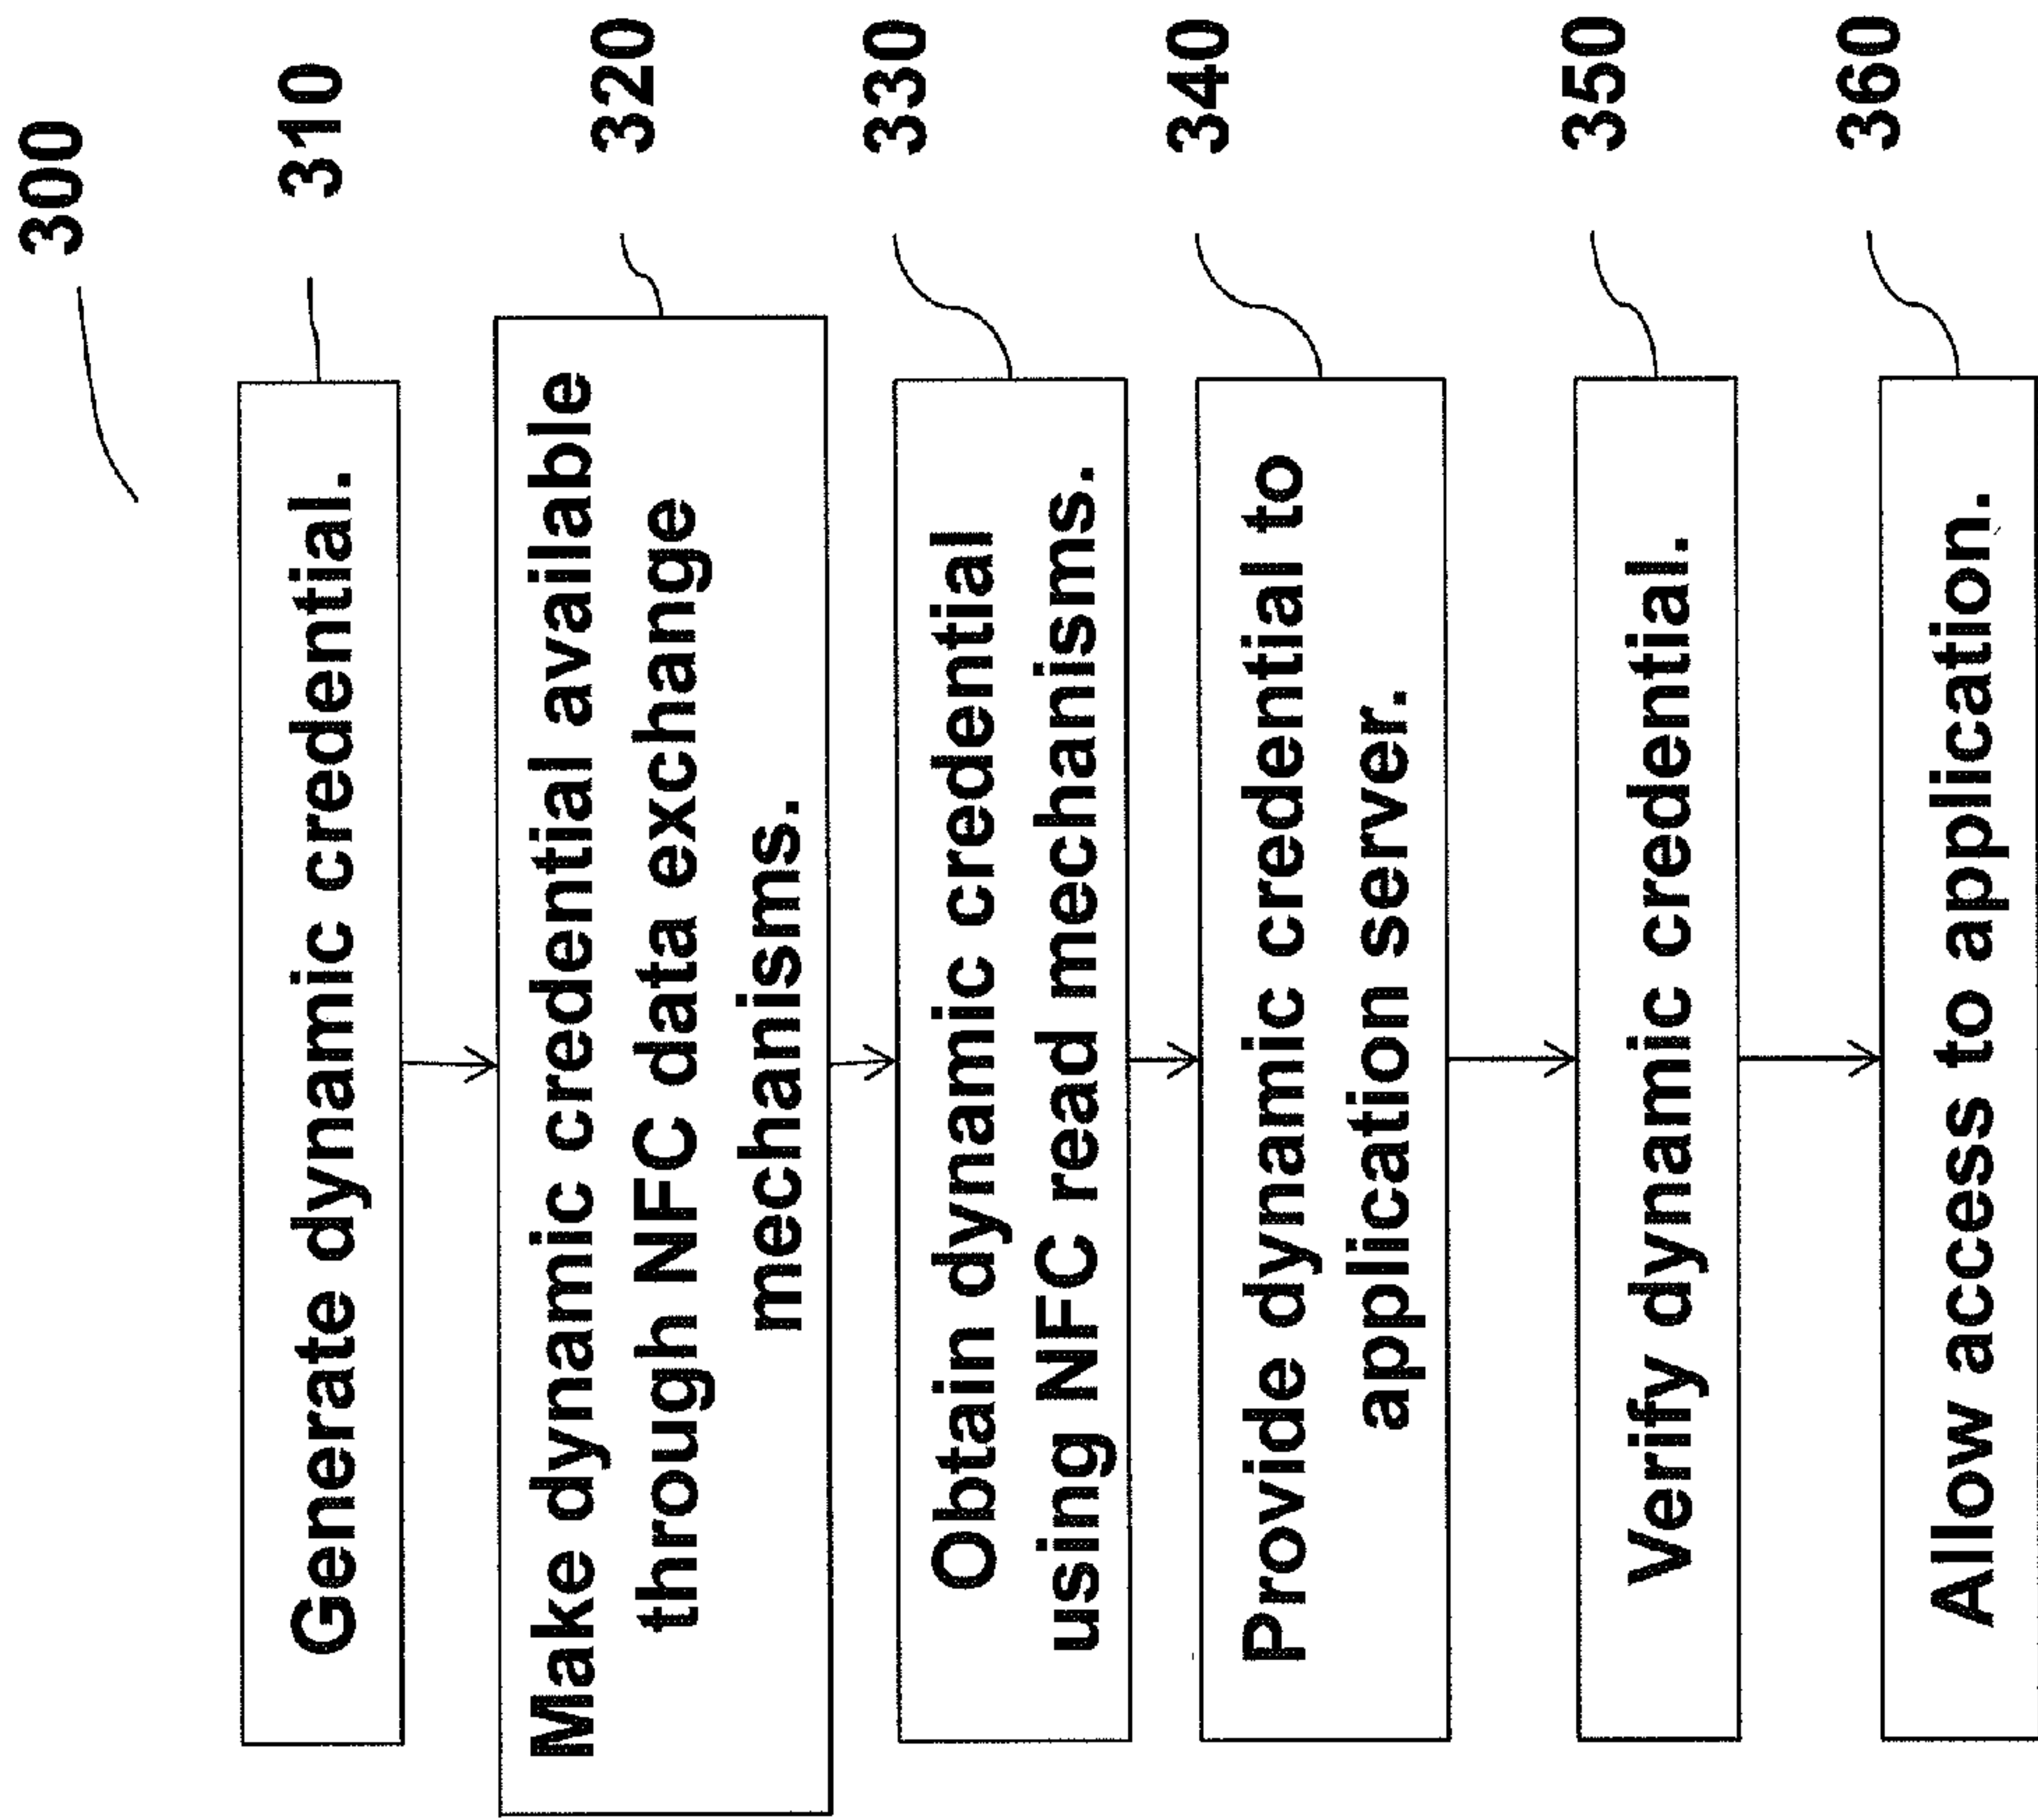 300
310
Generate dynamic credential.
320
Make dynamic credential available
through NFC data exchange
mechanisms.
330
Obtain dynamic credential
using NFC read mechanisms.
340
Provide dynamic credential to
application server.
350
Verify dynamic credential.
360
Allow access to application.